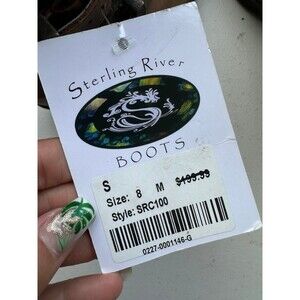 Sterling River
BOOTS
S
Size: 8 M $199.99
Style: SRC100
0227-0001146-G